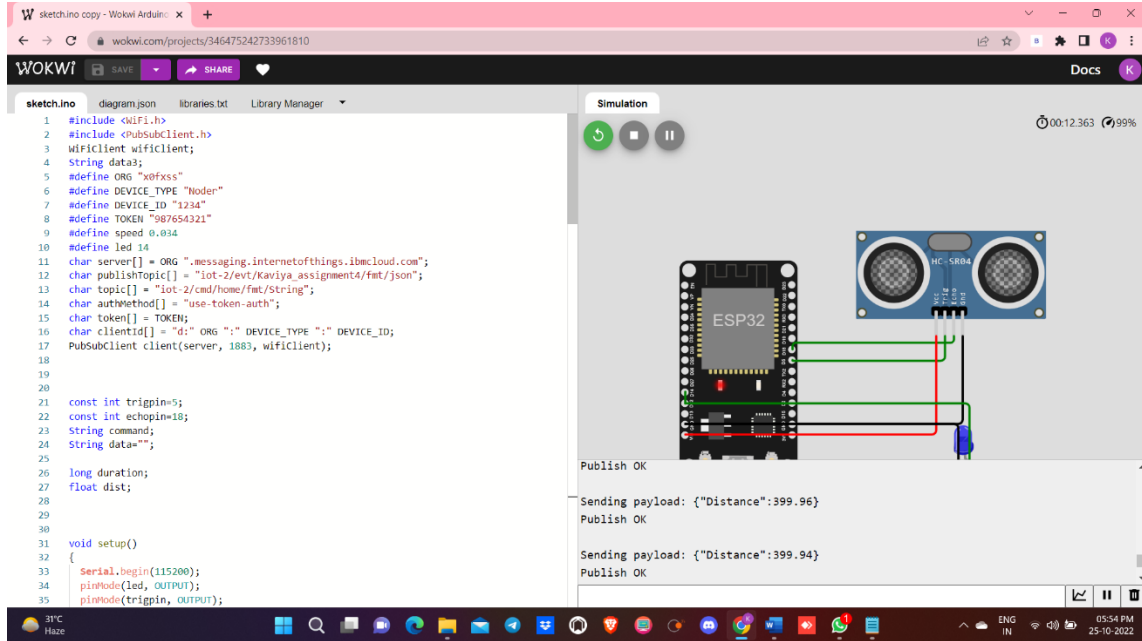 sketch.ino copy - Wokwi Arduino
wokwi.com/projects/346475242733961810
WOKWI SAVE SHARE Docs K
sketch.ino diagram.json libraries.txt Library Manager
1 #include <WiFi.h>
2 #include <PubSubClient.h>
3 WiFiClient wifiClient;
4 String data3;
5 #define ORG "x0fxss"
6 #define DEVICE_TYPE "Noder"
7 #define DEVICE_ID "1234"
8 #define TOKEN "987654321"
9 #define speed 0.034
10 #define led 14
11 char server[] = ORG ".messaging.internetofthings.ibmcloud.com";
12 char publishTopic[] = "iot-2/evt/Kaviya_assignment4/fmt/json";
13 char topic[] = "iot-2/cmd/home/fmt/String";
14 char authMethod[] = "use-token-auth";
15 char token[] = TOKEN;
16 char clientId[] = "d:" ORG ":" DEVICE_TYPE ":" DEVICE_ID;
17 PubSubClient client(server, 1883, wifiClient);
18
19
20
21 const int trigpin=5;
22 const int echopin=18;
23 String command;
24 String data="";
25
26 long duration;
27 float dist;
28
29
30
31 void setup()
32 {
33 Serial.begin(115200);
34 pinMode(led, OUTPUT);
35 pinMode(trigpin, OUTPUT);
Simulation
00:12.363 99%
HC-SR04
Vcc Trig Echo Gnd
ESP32
Publish OK
Sending payload: {"Distance":399.96}
Publish OK
Sending payload: {"Distance":399.94}
Publish OK
31°C
Haze
ENG
IN
05:54 PM
25-10-2022